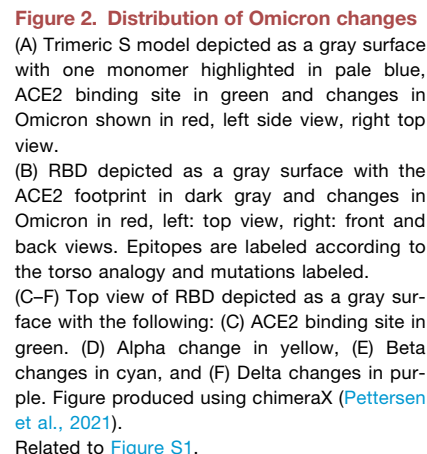 Figure 2. Distribution of Omicron changes
(A) Trimeric S model depicted as a gray surface
with one monomer highlighted in pale blue,
ACE2 binding site in green and changes in
Omicron shown in red, left side view, right top
view.
(B) RBD depicted as a gray surface with the
ACE2 footprint in dark gray and changes in
Omicron in red, left: top view, right: front and
back views. Epitopes are labeled according to
the torso analogy and mutations labeled.
(C–F) Top view of RBD depicted as a gray sur-
face with the following: (C) ACE2 binding site in
green. (D) Alpha change in yellow, (E) Beta
changes in cyan, and (F) Delta changes in pur-
ple. Figure produced using chimeraX (Pettersen
et al., 2021).
Related to Figure S1.